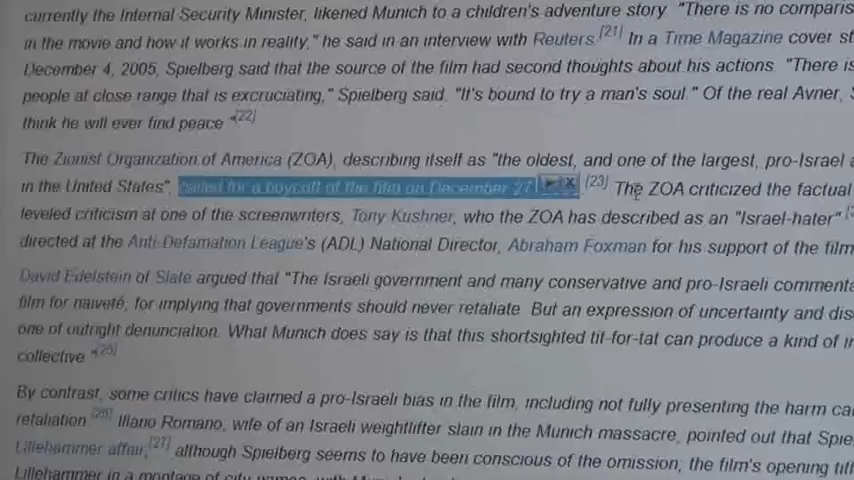 currently the Internal Security Minister, likened Munich to a children's adventure story. "There is no comparis
in the movie and how it works in reality," he said in an interview with Reuters.[21] In a Time Magazine cover st
December 4, 2005, Spielberg said that the source of the film had second thoughts about his actions. "There is
people at close range that is excruciating," Spielberg said. "It's bound to try a man's soul." Of the real Avner, S
think he will ever find peace."[22]
The Zionist Organization of America (ZOA), describing itself as "the oldest, and one of the largest, pro-Israel
in the United States", called for a boycott of the film on December 27. [23] The ZOA criticized the factual
leveled criticism at one of the screenwriters, Tony Kushner, who the ZOA has described as an "Israel-hater"
directed at the Anti-Defamation League's (ADL) National Director, Abraham Foxman for his support of the film
David Edelstein of Slate argued that "The Israeli government and many conservative and pro-Israeli commenta
film for naiveté, for implying that governments should never retaliate. But an expression of uncertainty and dis
one of outright denunciation. What Munich does say is that this shortsighted tit-for-tat can produce a kind of
collective."[25]
By contrast, some critics have claimed a pro-Israeli bias in the film, including not fully presenting the harm ca
retaliation.[26] Illano Romano, wife of an Israeli weightlifter slain in the Munich massacre, pointed out that Spie
Lillehammer affair,[27] although Spielberg seems to have been conscious of the omission, the film's opening titl
Lillehammer in a montage of city names, with Munich